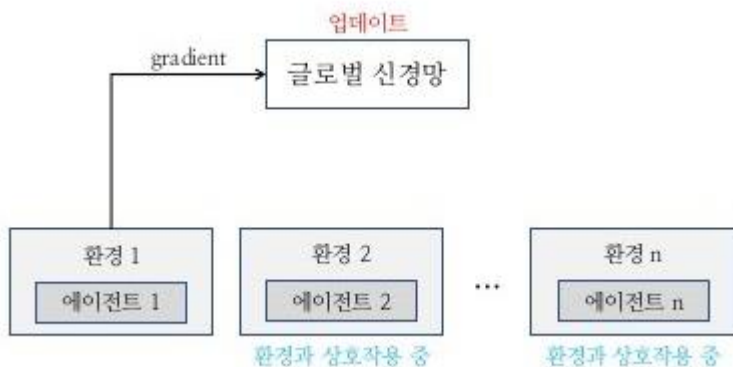 업데이트
gradient
글로벌 신경망
환경 1
환경 2
환경 n
에이전트 1
에이전트 2
...
에이전트 n
환경과 상호작용 중
환경과 상호작용 중